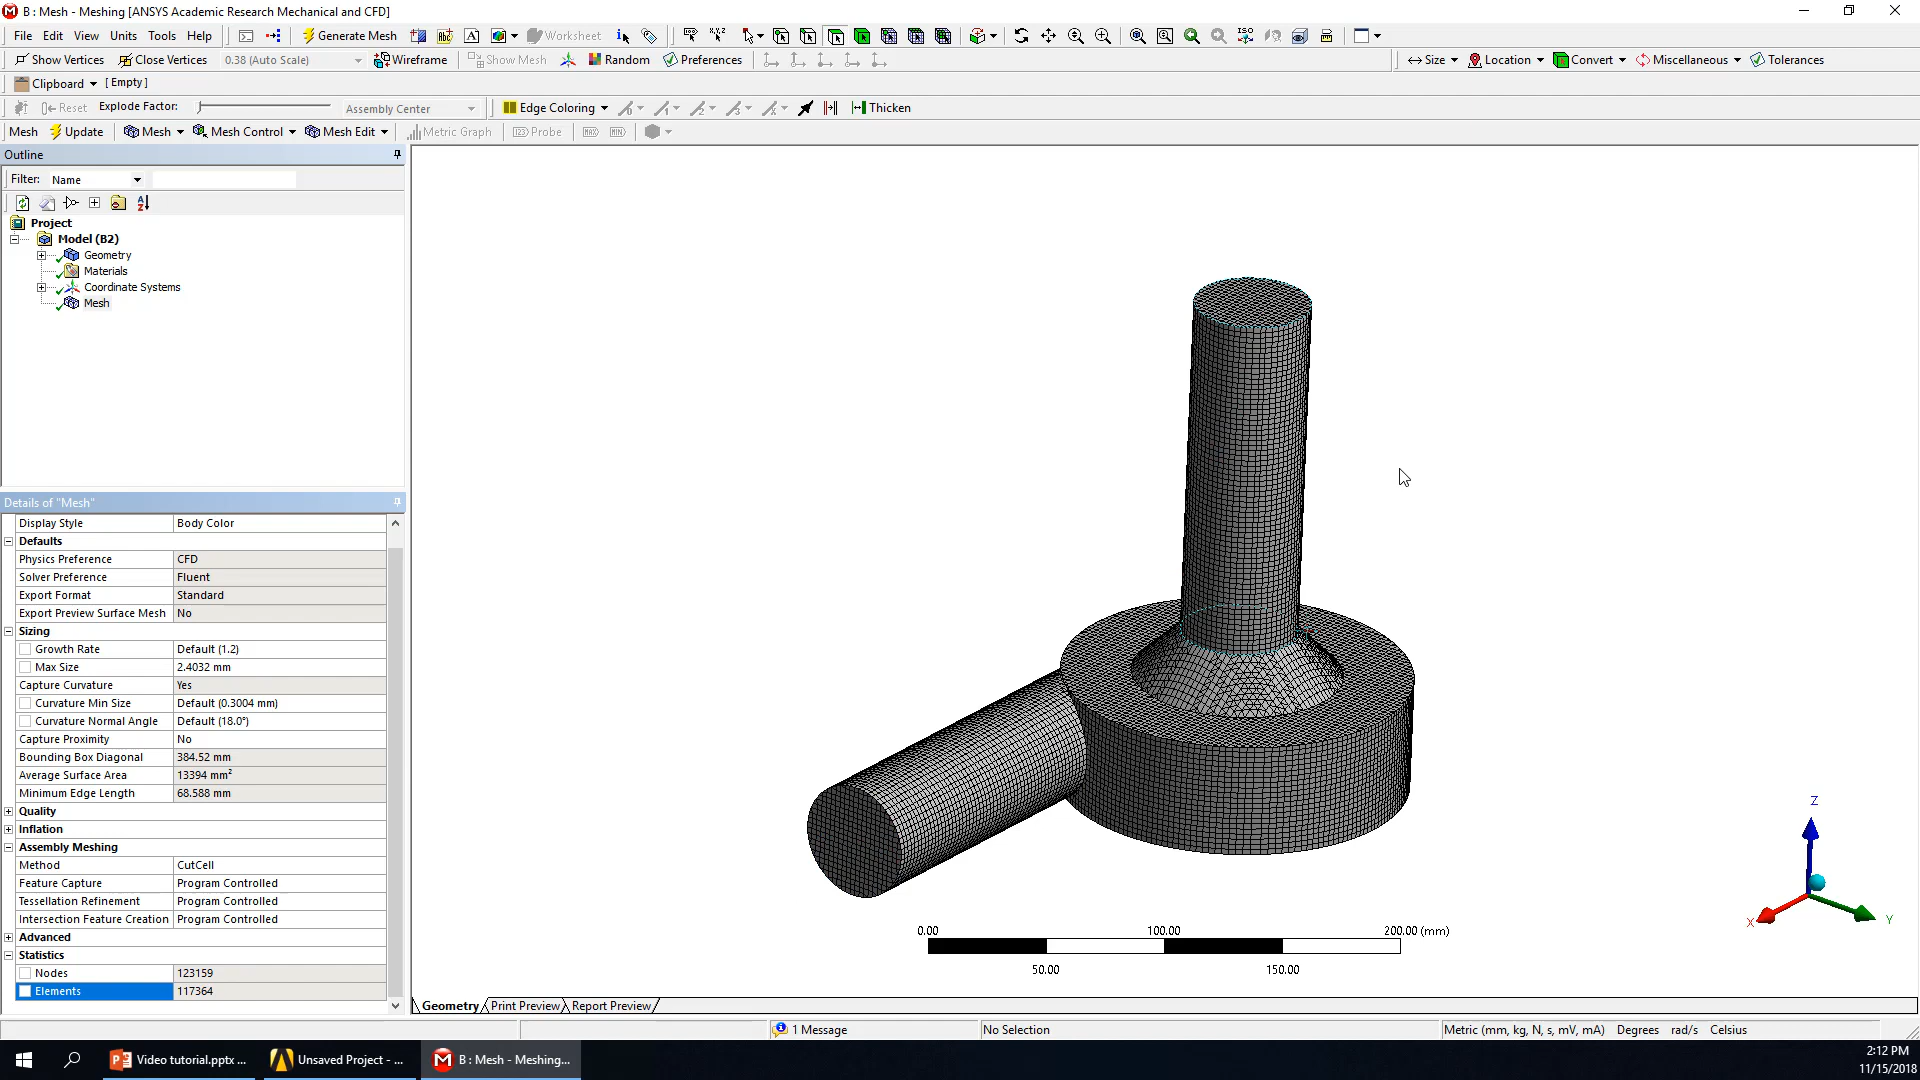 B : Mesh - Meshing [ANSYS Academic Research Mechanical and CFD]
File Edit View Units Tools Help Generate Mesh Worksheet
Show Vertices Close Vertices 0.38 (Auto Scale) Wireframe Show Mesh Random Preferences Size Location Convert Miscellaneous Tolerances
Clipboard [ Empty ]
Reset Explode Factor: Assembly Center Edge Coloring Thicken
Mesh Update Mesh Mesh Control Mesh Edit Metric Graph Probe
Outline
Filter: Name
Project
Model (B2)
Geometry
Materials
Coordinate Systems
Mesh
Details of "Mesh"
Display Style Body Color
Defaults
Physics Preference CFD
Solver Preference Fluent
Export Format Standard
Export Preview Surface Mesh No
Sizing
Growth Rate Default (1.2)
Max Size 2.4032 mm
Capture Curvature Yes
Curvature Min Size Default (0.3004 mm)
Curvature Normal Angle Default (18.0°)
Capture Proximity No
Bounding Box Diagonal 384.52 mm
Average Surface Area 13394 mm²
Minimum Edge Length 68.588 mm
Quality
Inflation
Assembly Meshing
Method CutCell
Feature Capture Program Controlled
Tessellation Refinement Program Controlled
Intersection Feature Creation Program Controlled
Advanced
Statistics
Nodes 123159
Elements 117364
Z
X
Y
0.00 100.00 200.00 (mm)
50.00 150.00
Geometry Print Preview Report Preview
1 Message No Selection Metric (mm, kg, N, s, mV, mA) Degrees rad/s Celsius
Video tutorial.pptx ... Unsaved Project - ... B : Mesh - Meshing...
2:12 PM
11/15/2018